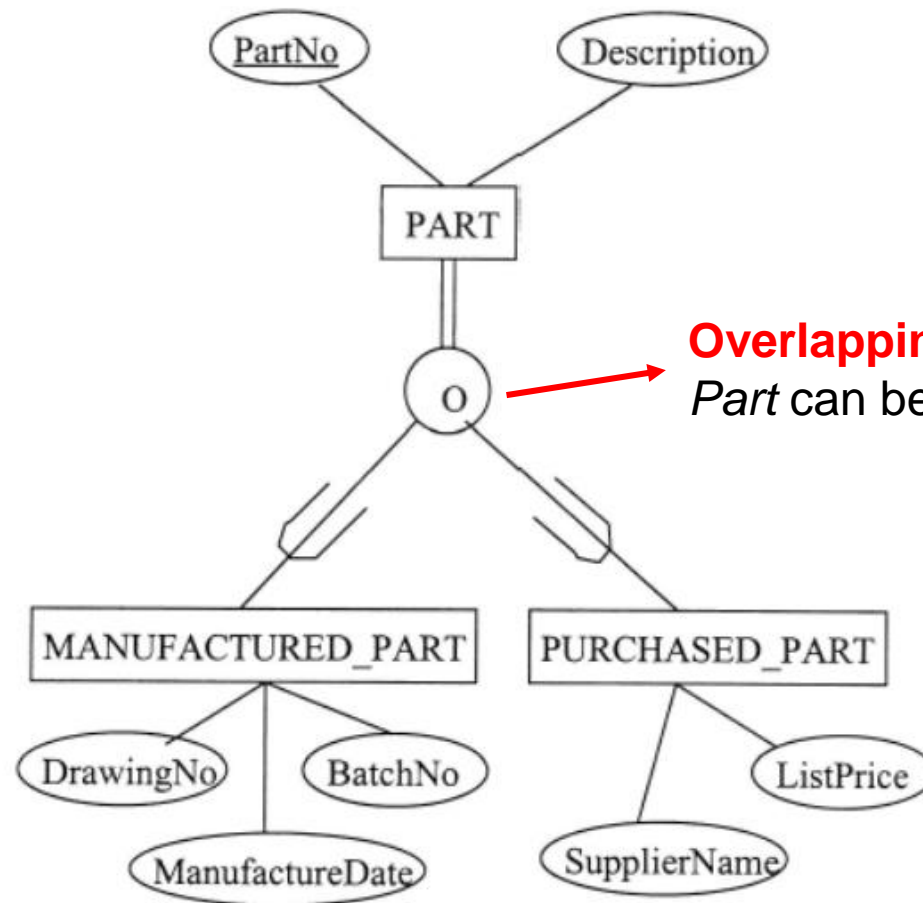 PartNo
Description
PART
Overlappin
Part can be
O
MANUFACTURED_PART
PURCHASED_PART
DrawingNo
BatchNo
ListPrice
ManufactureDate
SupplierName